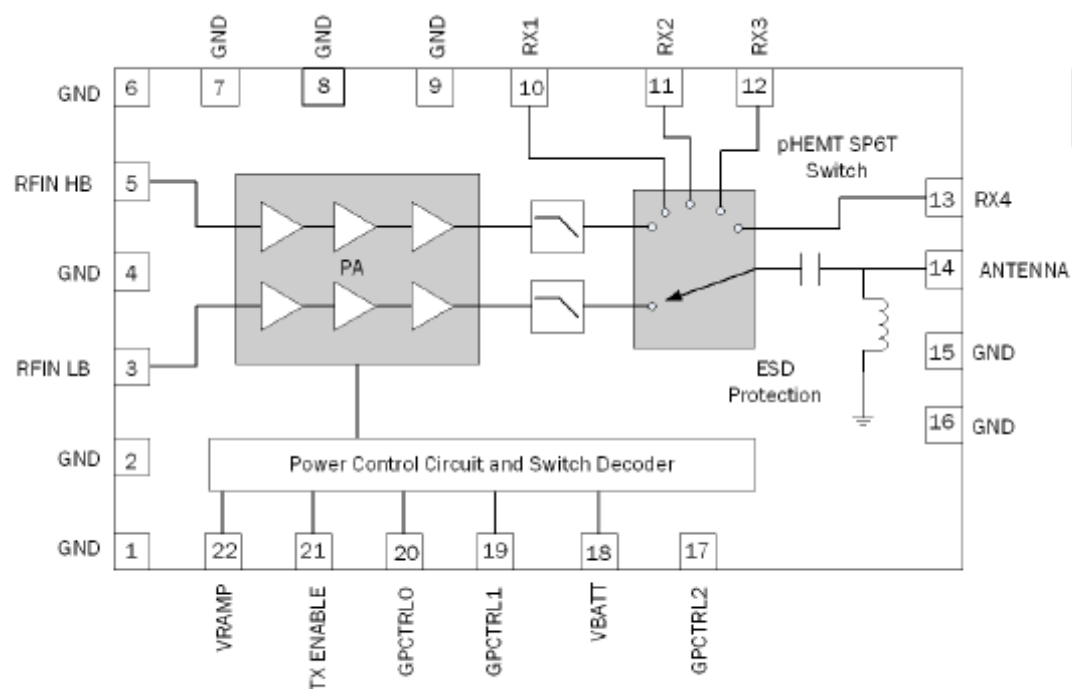 GND
GND
GND
RX1
RX2
RX3
GND
6
7
8
9
10
11
12
pHEMT SP6T
Switch
RFIN HB
5
13
RX4
GND
4
PA
14
ANTENNA
RFIN LB
3
ESD
Protection
15
GND
16
GND
GND
2
Power Control Circuit and Switch Decoder
GND
1
22
21
20
19
18
17
VRAMP
TX ENABLE
GPCTRL0
GPCTRL1
VBATT
GPCTRL2